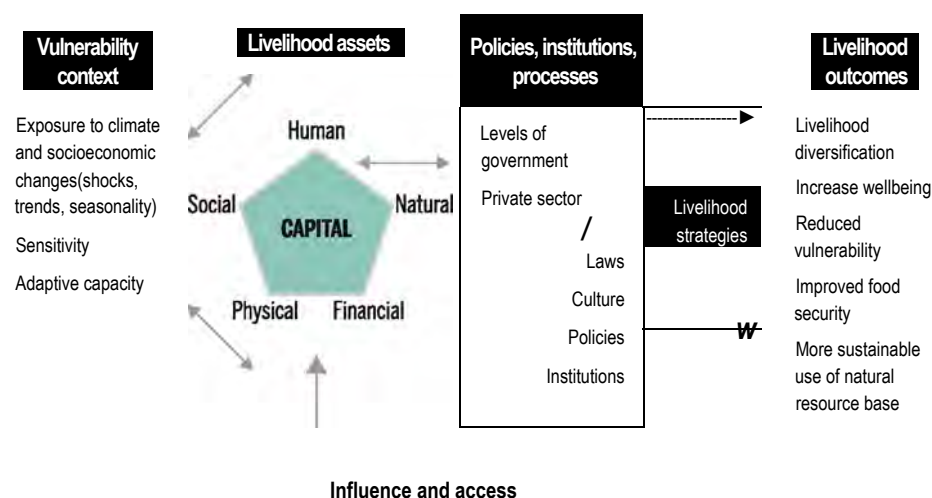 Vulnerability
context
Exposure to climate
and socioeconomic
changes(shocks,
trends, seasonality)
Sensitivity
Adaptive capacity
Livelihood assets
Human
Social
Natural
CAPITAL
Physical
Financial
Policies, institutions,
processes
Levels of
government
Private sector
/
Laws
Culture
Policies
Institutions
Livelihood
strategies
W
Livelihood
outcomes
Livelihood
diversification
Increase wellbeing
Reduced
vulnerability
Improved food
security
More sustainable
use of natural
resource base
Influence and access